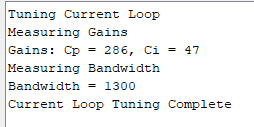 Tuning Current Loop
Measuring Gains
Gains: Cp = 286, Ci = 47
Measuring Bandwidth
Bandwidth = 1300
Current Loop Tuning Complete